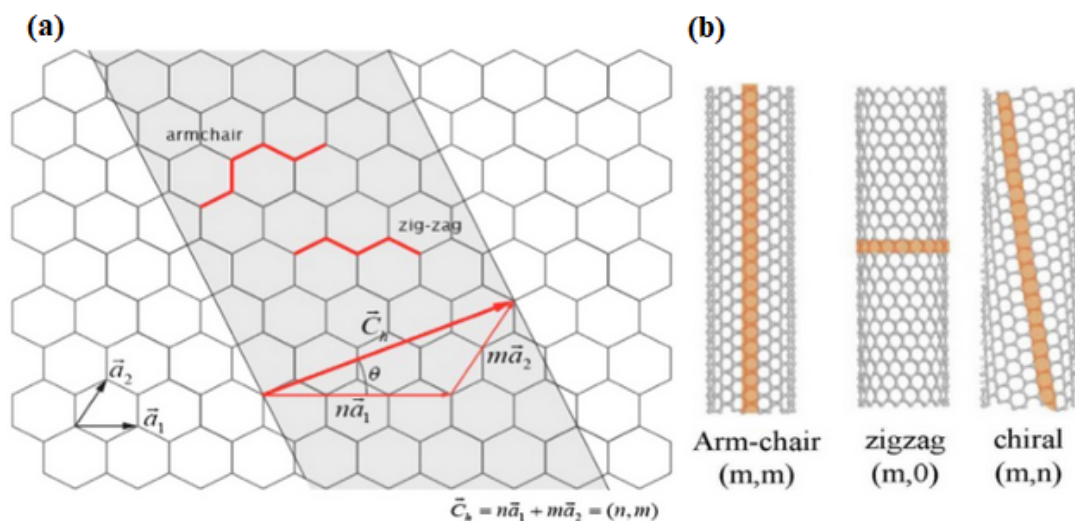 (a)
armchair
zig-zag
C⃗h
ma⃗2
θ
na⃗1
a⃗2
a⃗1
C⃗h = na⃗1 + ma⃗2 = (n, m)
(b)
Arm-chair
(m,m)
zigzag
(m,0)
chiral
(m,n)